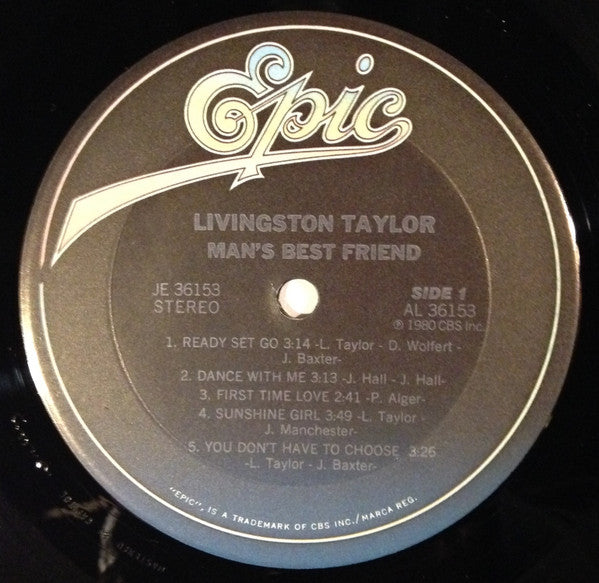 Epic
LIVINGSTON TAYLOR
MAN'S BEST FRIEND
JE 36153
STEREO
SIDE 1
AL 36153
℗ 1980 CBS Inc.
1. READY SET GO 3:14 -L. Taylor - D. Wolfert -
J. Baxter-
2. DANCE WITH ME 3:13 -J. Hall - J. Hall-
3. FIRST TIME LOVE 2:41 -P. Alger-
4. SUNSHINE GIRL 3:49 -L. Taylor -
J. Manchester-
5. YOU DON'T HAVE TO CHOOSE 3:26
-L. Taylor - J. Baxter-
"EPIC", IS A TRADEMARK OF CBS INC./MARCA REG.